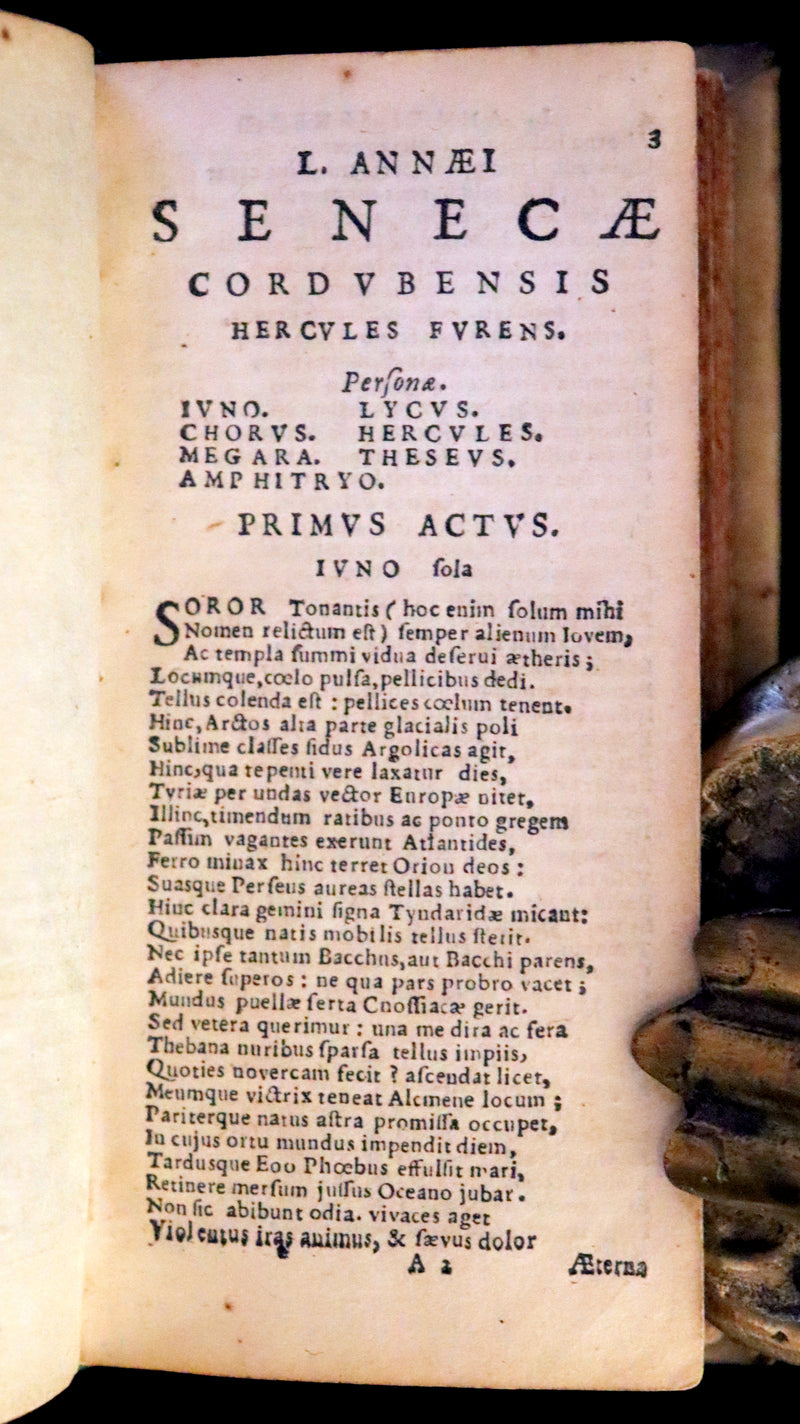 3
L. ANNÆI
SENECÆ
CORDVBENSIS
HERCVLES FVRENS.
Perſonæ.
IVNO. LYCVS.
CHORVS. HERCVLES.
MEGARA. THESEVS.
AMPHITRYO.
PRIMVS ACTVS.
IVNO ſola
SOROR Tonantis ( hoc enim ſolum mihi
Nomen relictum eſt ) ſemper alienum Iovem,
Ac templa ſummi vidua deſerui ætheris ;
Locumque, cœlo pulſa, pellicibus dedi.
Tellus colenda eſt : pellices cœlum tenent.
Hinc, Arctos alta parte glacialis poli
Sublime claſſes ſidus Argolicas agit,
Hinc, qua tepenti vere laxatur dies,
Tyriæ per undas vector Europæ nitet,
Illinc, timendum ratibus ac ponto gregem
Paſſim vagantes exerunt Atlantides,
Ferro minax hinc terret Orion deos :
Suasque Perſeus aureas ſtellas habet.
Hinc clara gemini ſigna Tyndaridæ micant:
Quibusque natis mobilis tellus ſtetit.
Nec ipſe tantum Bacchus, aut Bacchi parens,
Adiere ſuperos : ne qua pars probro vacet ;
Mundus puellæ ſerta Cnoſſiacæ gerit.
Sed vetera querimur : una me dira ac fera
Thebana nuribus ſparſa tellus impiis,
Quoties novercam fecit ? aſcendat licet,
Meumque victrix teneat Alcmene locum ;
Pariterque natus aſtra promiſſa occupet,
In cujus ortu mundus impendit diem,
Tardusque Eoo Phœbus effulſit mari,
Retinere merſum juſſus Oceano jubar.
Non ſic abibunt odia. vivaces aget
Violentus iras animus, & ſævus dolor
A 2 Æterna